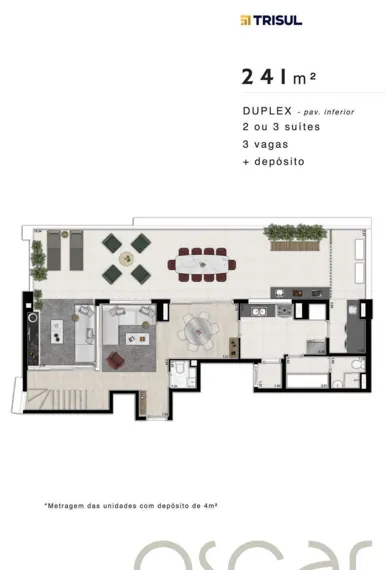 TRISUL
241m²
DUPLEX - pav. inferior
2 ou 3 suítes
3 vagas
+ depósito
*Metragem das unidades com depósito de 4m²
oscar